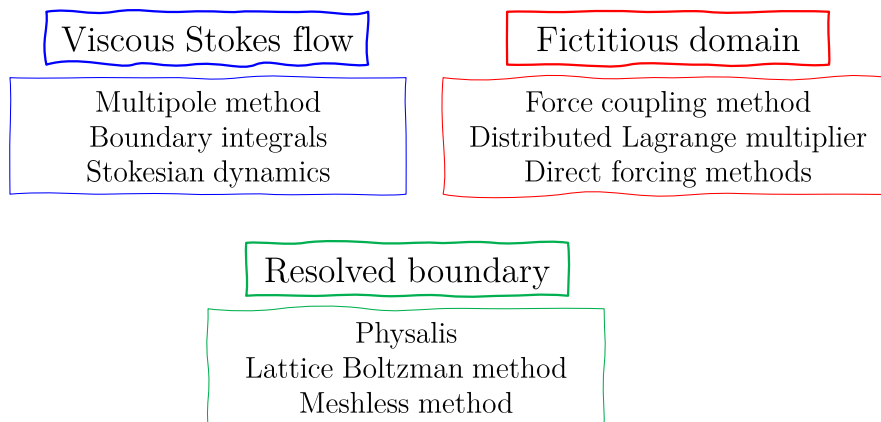 Viscous Stokes flow
Multipole method
Boundary integrals
Stokesian dynamics
Fictitious domain
Force coupling method
Distributed Lagrange multiplier
Direct forcing methods
Resolved boundary
Physalis
Lattice Boltzman method
Meshless method